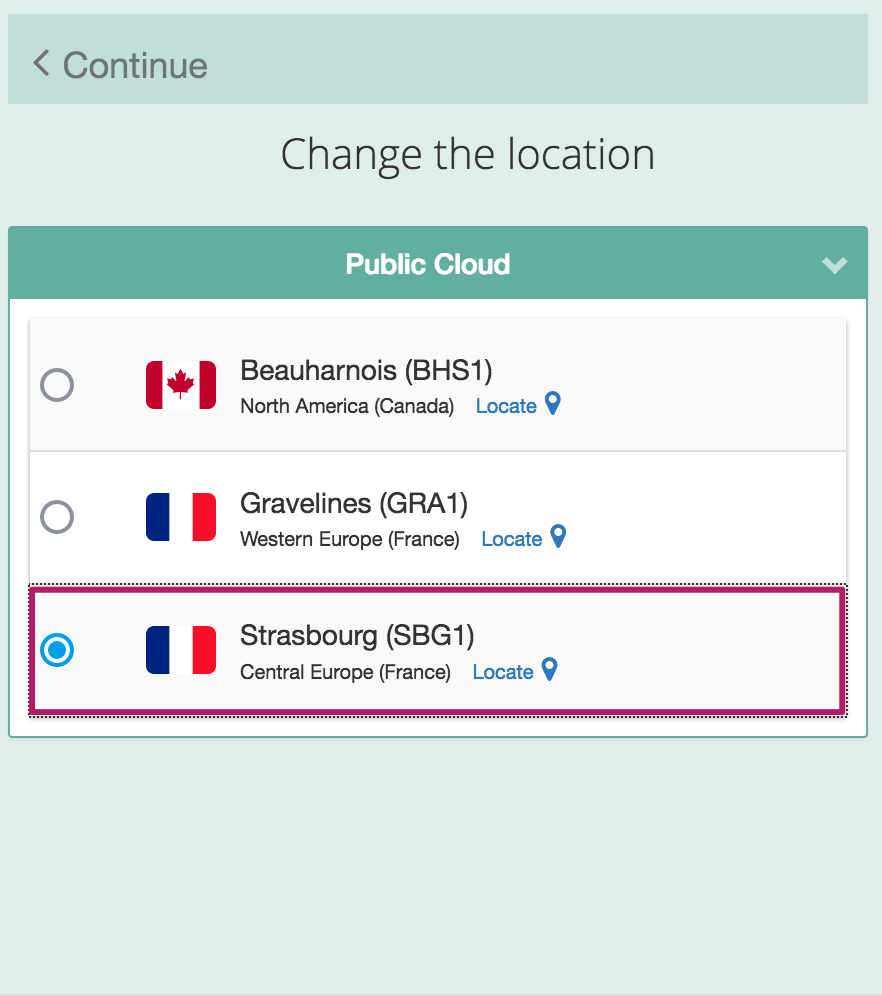 Continue
Change the location
Public Cloud
Beauharnois (BHS1)
North America (Canada) Locate
Gravelines (GRA1)
Western Europe (France) Locate
Strasbourg (SBG1)
Central Europe (France) Locate